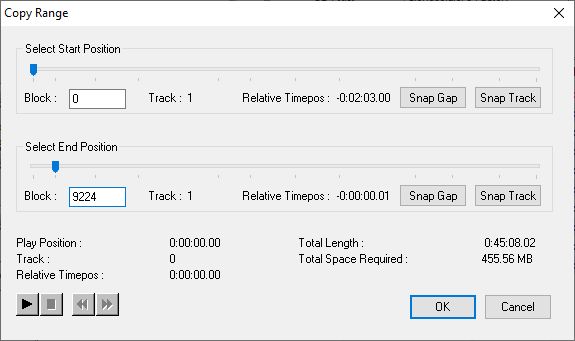 Copy Range
Select Start Position
Block : 0 Track : 1 Relative Timepos : -0:02:03.00 Snap Gap Snap Track
Select End Position
Block : 9224 Track : 1 Relative Timepos : -0:00:00.01 Snap Gap Snap Track
Play Position : 0:00:00.00 Total Length : 0:45:08.02
Track : 0 Total Space Required : 455.56 MB
Relative Timepos : 0:00:00.00
OK Cancel